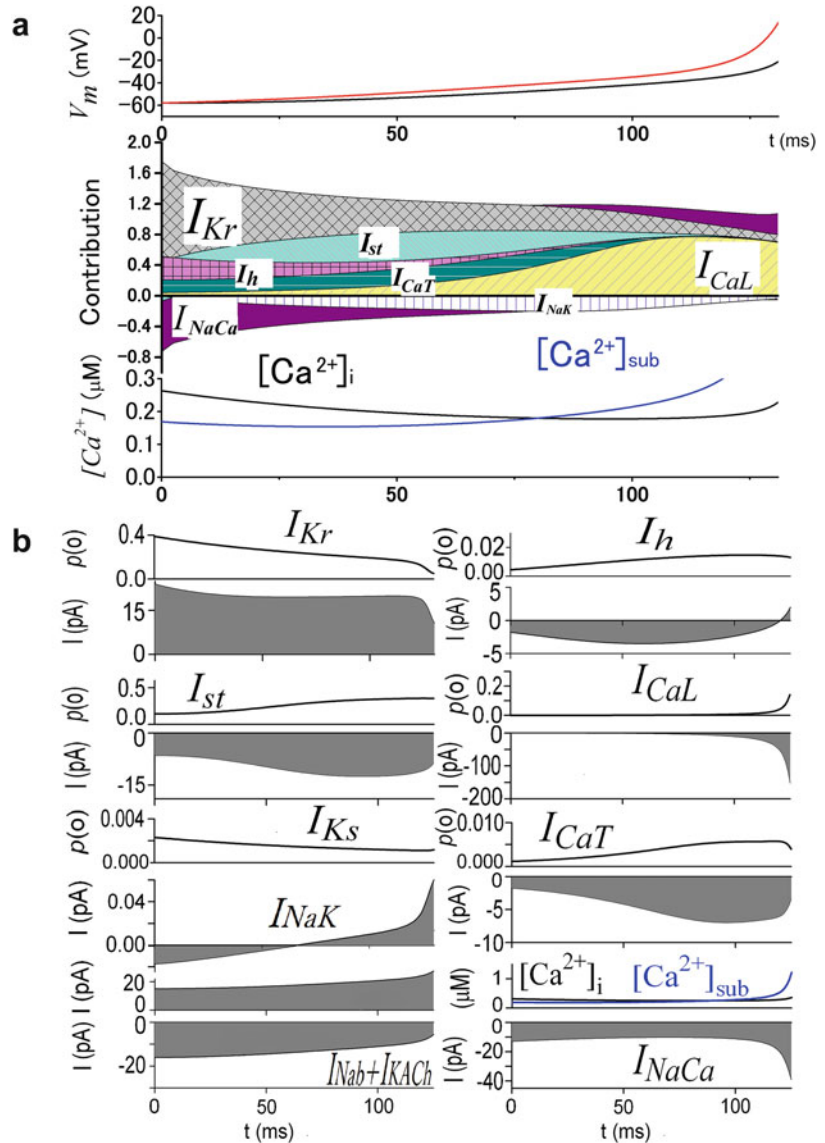 a
20
0
−20
−40
−60
V_m (mV)
0
50
100
t (ms)
2.0
1.6
1.2
0.8
0.4
0.0
−0.4
−0.8
Contribution
I_Kr
I_st
I_h
I_CaT
I_CaL
I_NaK
I_NaCa
[Ca²⁺]_i
[Ca²⁺]_sub
0.3
0.2
0.1
0.0
[Ca²⁺] (μM)
0
50
100
b
I_Kr
p(o)
0.4
0.0
I (pA)
15
0
I_h
p(o)
0.02
0.00
I (pA)
5
0
-5
I_st
p(o)
0.5
0.0
I (pA)
0
-15
I_CaL
p(o)
0.2
0.0
I (pA)
0
-100
-200
I_Ks
p(o)
0.004
0.000
I (pA)
0.04
0.00
I_CaT
p(o)
0.010
0.000
I (pA)
0
-5
-10
I_NaK
I (pA)
20
0
[Ca²⁺]_i
[Ca²⁺]_sub
(μM)
1
0
I (pA)
0
-20
I_Nab+I_KACh
I (pA)
0
-20
-40
I_NaCa
0
50
100
t (ms)
0
50
100
t (ms)